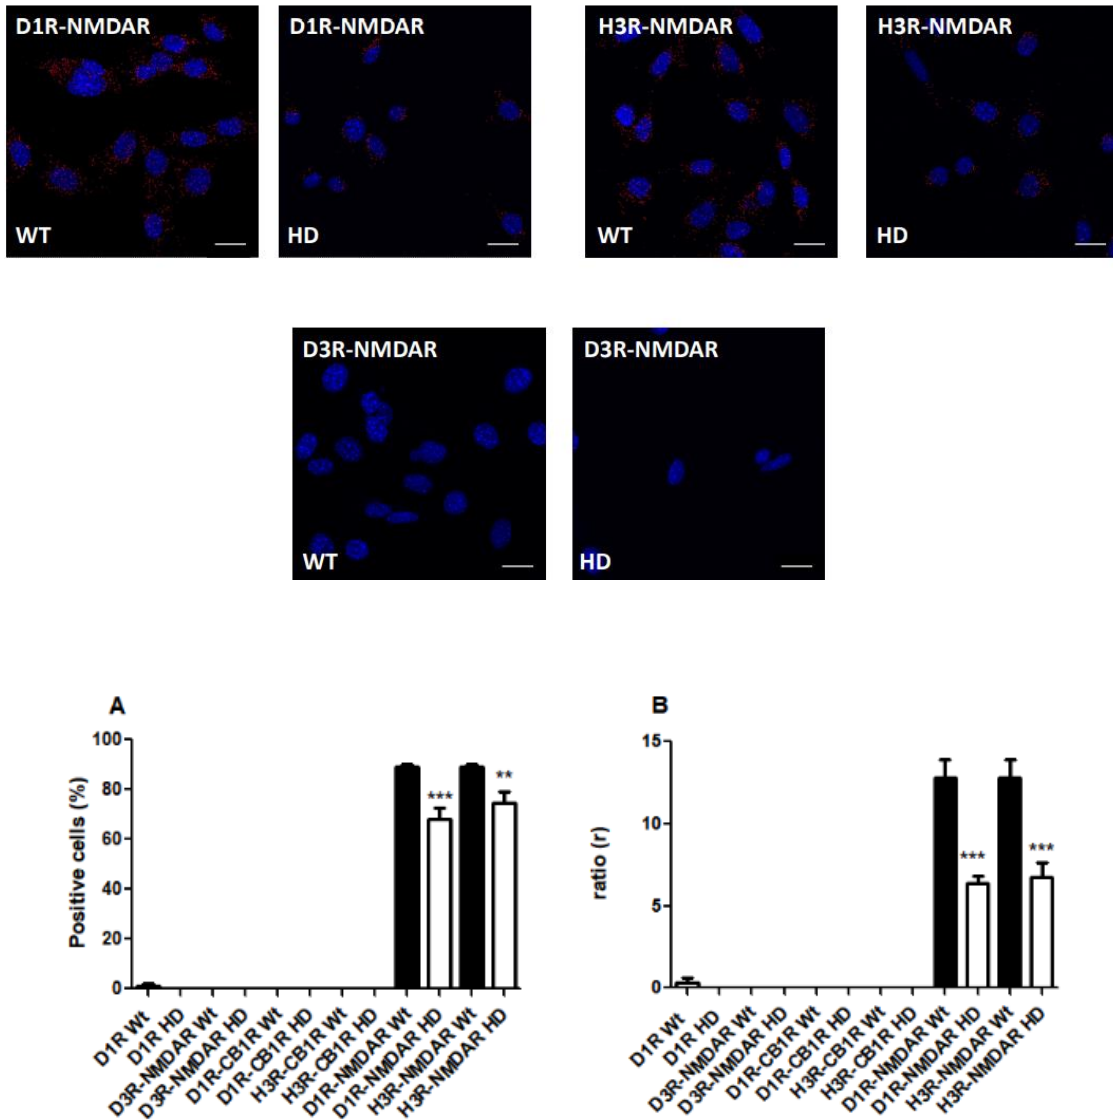 D1R-NMDAR
WT
D1R-NMDAR
HD
H3R-NMDAR
WT
H3R-NMDAR
HD
D3R-NMDAR
WT
D3R-NMDAR
HD
A
Positive cells (%)
100
80
60
40
20
0
***
**
D1R Wt
D1R HD
D3R-NMDAR Wt
D3R-NMDAR HD
D1R-CB1R Wt
D1R-CB1R HD
H3R-CB1R Wt
H3R-CB1R HD
D1R-NMDAR Wt
D1R-NMDAR HD
H3R-NMDAR Wt
H3R-NMDAR HD
B
ratio (r)
15
10
5
0
***
***
D1R Wt
D1R HD
D3R-NMDAR Wt
D3R-NMDAR HD
D1R-CB1R Wt
D1R-CB1R HD
H3R-CB1R Wt
H3R-CB1R HD
D1R-NMDAR Wt
D1R-NMDAR HD
H3R-NMDAR Wt
H3R-NMDAR HD